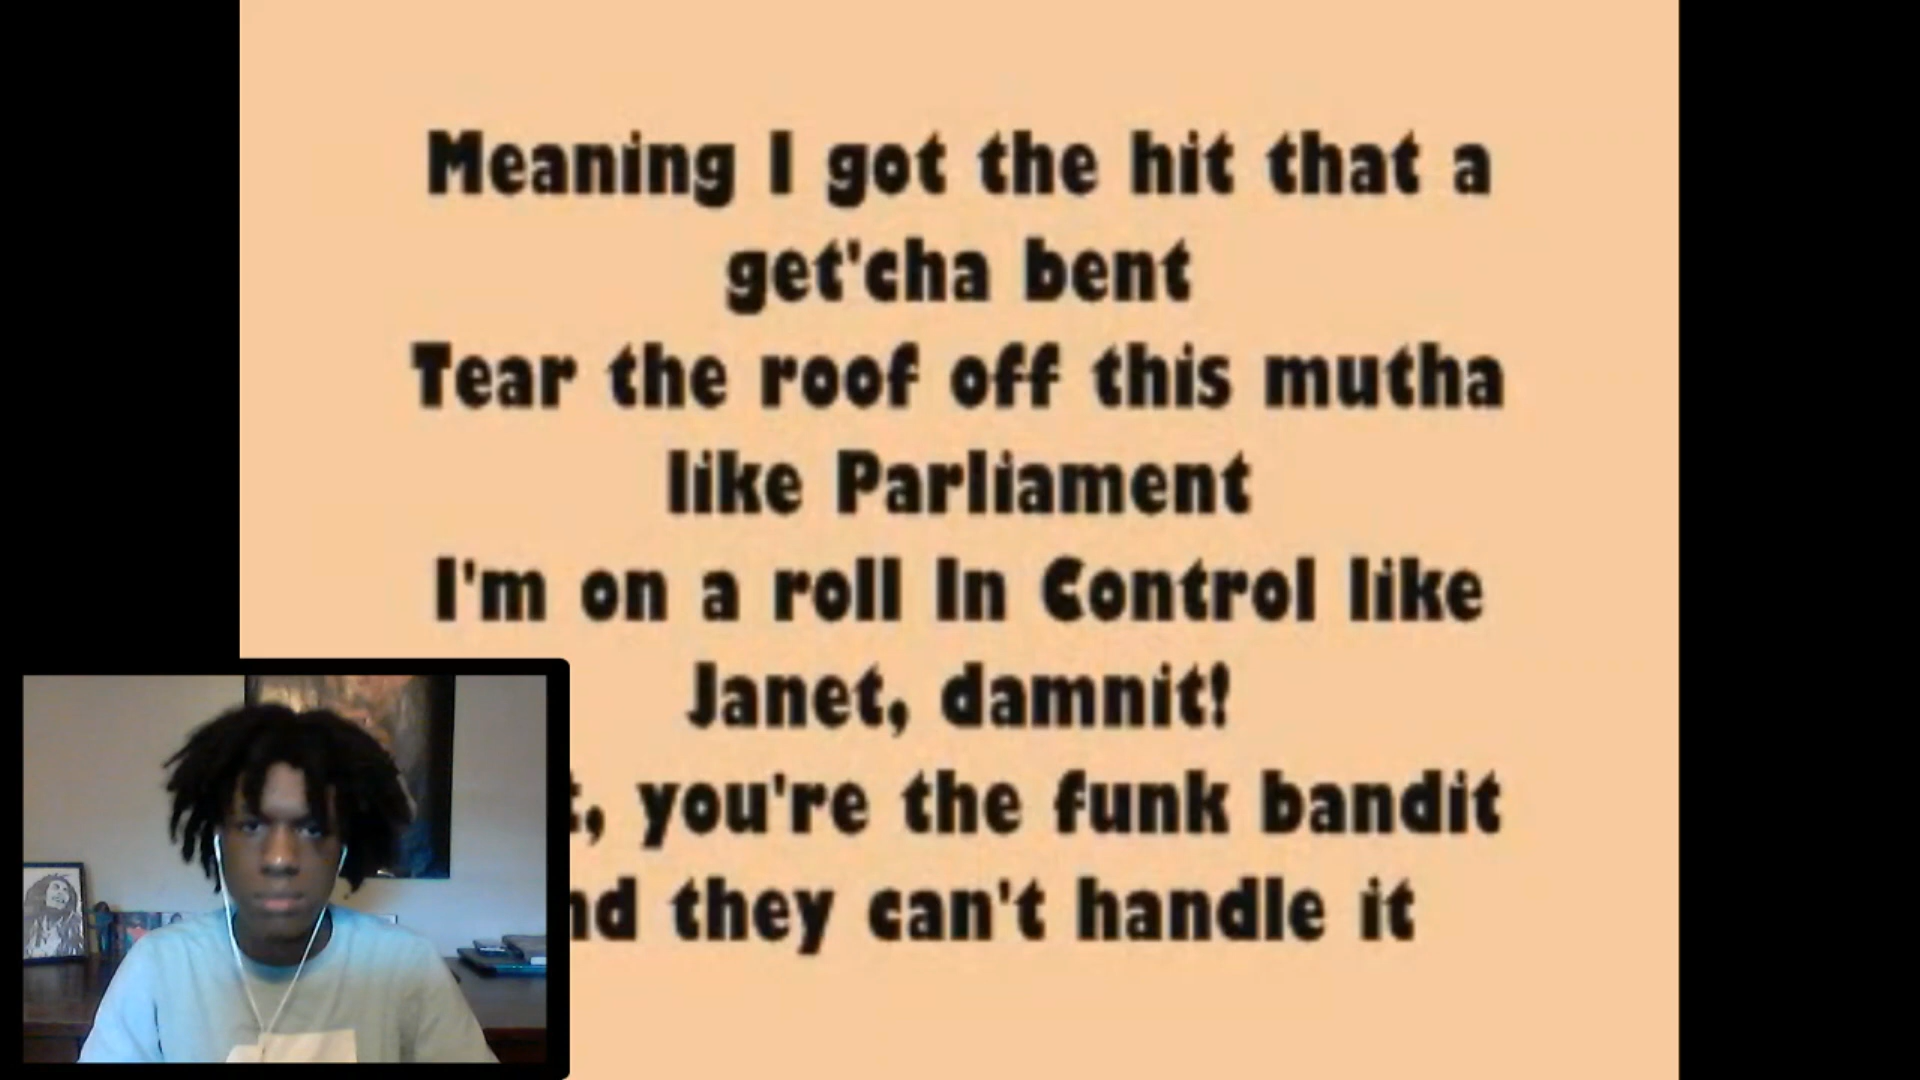 Meaning I got the hit that a
get'cha bent
Tear the roof off this mutha
like Parliament
I'm on a roll In Control like
Janet, damnit!
you're the funk bandit
they can't handle it